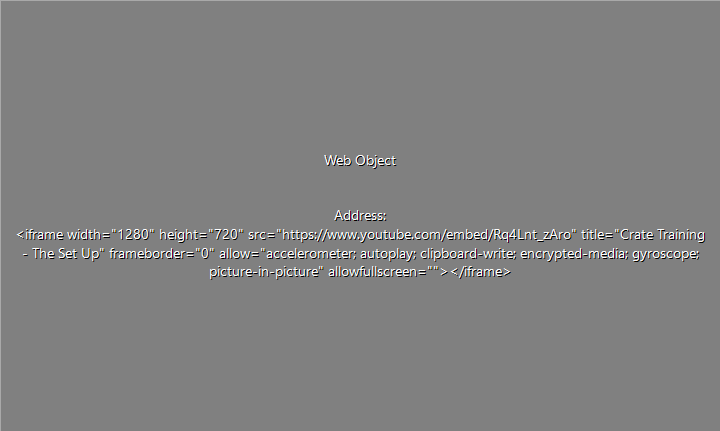 Web Object
Address:
<iframe width="1280" height="720" src="https://www.youtube.com/embed/Rq4Lnt_zAro" title="Crate Training
- The Set Up" frameborder="0" allow="accelerometer; autoplay; clipboard-write; encrypted-media; gyroscope;
picture-in-picture" allowfullscreen=""></iframe>